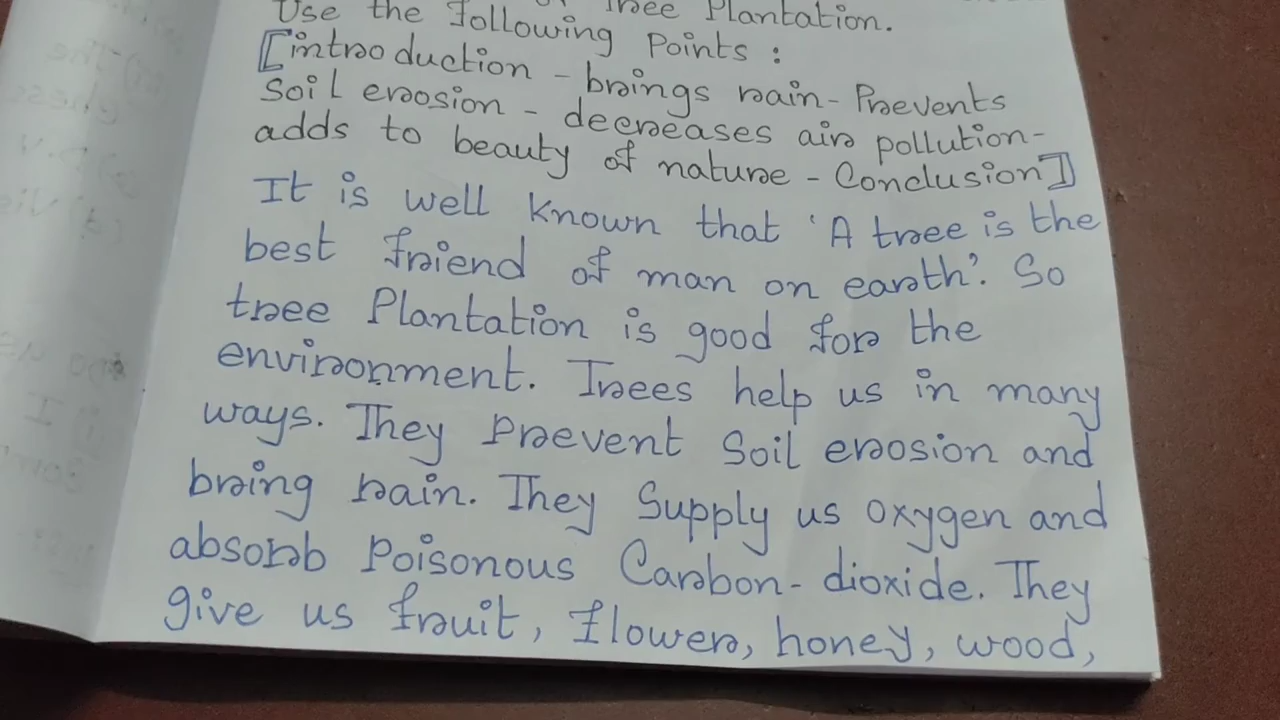 Use the following Points :
[introduction - brings rain - Prevents
Soil erosion - decreases air pollution -
adds to beauty of nature - Conclusion]
It is well known that 'A tree is the
best friend of man on earth'. So
tree Plantation is good for the
environment. Trees help us in many
ways. They Prevent Soil erosion and
bring rain. They Supply us oxygen and
absorb Poisonous Carbon-dioxide. They
give us fruit, flower, honey, wood,